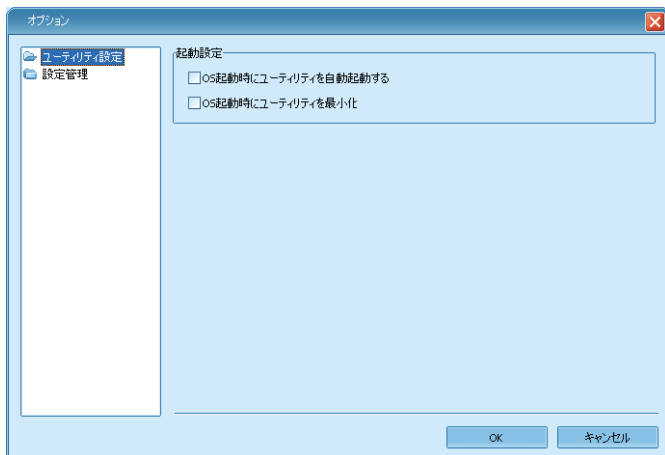 オプション
ユーティリティ設定
設定管理
起動設定
OS起動時にユーティリティを自動起動する
OS起動時にユーティリティを最小化
OK
キャンセル